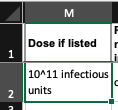 M
1
Dose if listed
2
10^11 infectious
units